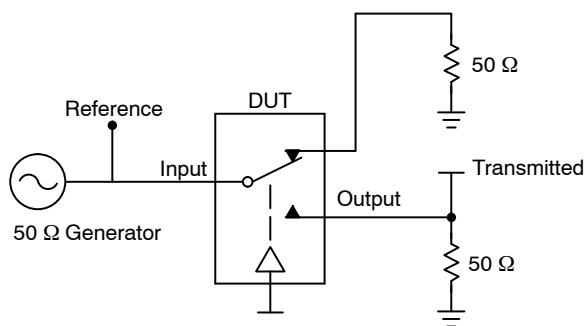 50 Ω
DUT
Reference
Transmitted
Input
Output
50 Ω Generator
50 Ω